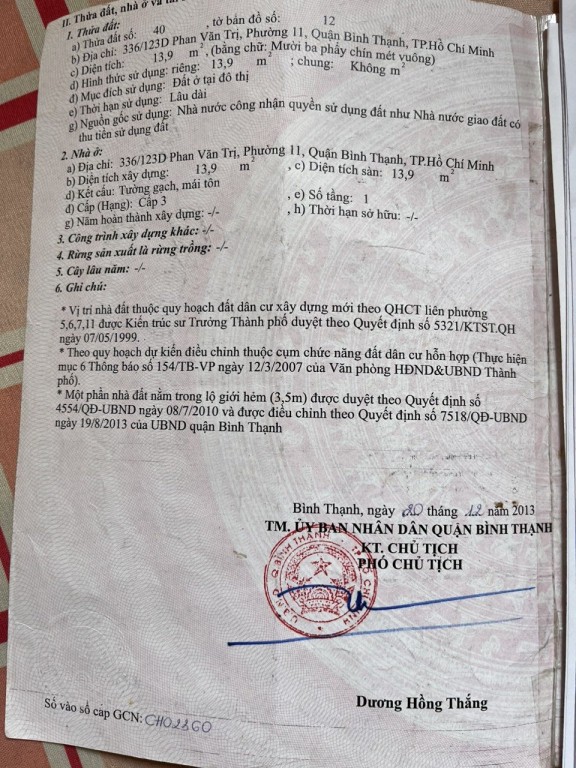 II. Thửa đất, nhà ở và tài
1. Thửa đất:
a) Thửa đất số: 40 , tờ bản đồ số: 12
b) Địa chỉ: 336/123D Phan Văn Trị, Phường 11, Quận Bình Thạnh, TP.Hồ Chí Minh
c) Diện tích: 13,9 m², (bằng chữ: Mười ba phẩy chín mét vuông)
d) Hình thức sử dụng: riêng: 13,9 m² ; chung: Không m²
đ) Mục đích sử dụng: Đất ở tại đô thị
e) Thời hạn sử dụng: Lâu dài
g) Nguồn gốc sử dụng: Nhà nước công nhận quyền sử dụng đất như Nhà nước giao đất có
thu tiền sử dụng đất
2. Nhà ở:
a) Địa chỉ: 336/123D Phan Văn Trị, Phường 11, Quận Bình Thạnh, TP.Hồ Chí Minh
b) Diện tích xây dựng: 13,9 m² , c) Diện tích sàn: 13,9 m²
d) Kết cấu: Tường gạch, mái tôn , e) Số tầng: 1
đ) Cấp (Hạng): Cấp 3
g) Năm hoàn thành xây dựng: -/- , h) Thời hạn sở hữu: -/-
3. Công trình xây dựng khác: -/-
4. Rừng sản xuất là rừng trồng: -/-
5. Cây lâu năm: -/-
6. Ghi chú:
* Vị trí nhà đất thuộc quy hoạch đất dân cư xây dựng mới theo QHCT liên phường
5,6,7,11 được Kiến trúc sư Trưởng Thành phố duyệt theo Quyết định số 5321/KTST.QH
ngày 07/05/1999.
* Theo quy hoạch dự kiến điều chỉnh thuộc cụm chức năng đất dân cư hỗn hợp (Thực hiện
mục 6 Thông báo số 154/TB-VP ngày 12/3/2007 của Văn phòng HĐND&UBND Thành
phố).
* Một phần nhà đất nằm trong lộ giới hẻm (3,5m) được duyệt theo Quyết định số
4554/QĐ-UBND ngày 08/7/2010 và được điều chỉnh theo Quyết định số 7518/QĐ-UBND
ngày 19/8/2013 của UBND quận Bình Thạnh
Bình Thạnh, ngày 20 tháng 12 năm 2013
TM. ỦY BAN NHÂN DÂN QUẬN BÌNH THẠNH
KT. CHỦ TỊCH
PHÓ CHỦ TỊCH
U.B.N.D Q.BÌNH THẠNH T.P HỒ CHÍ MINH
Dương Hồng Thắng
Số vào sổ cấp GCN: CH02860